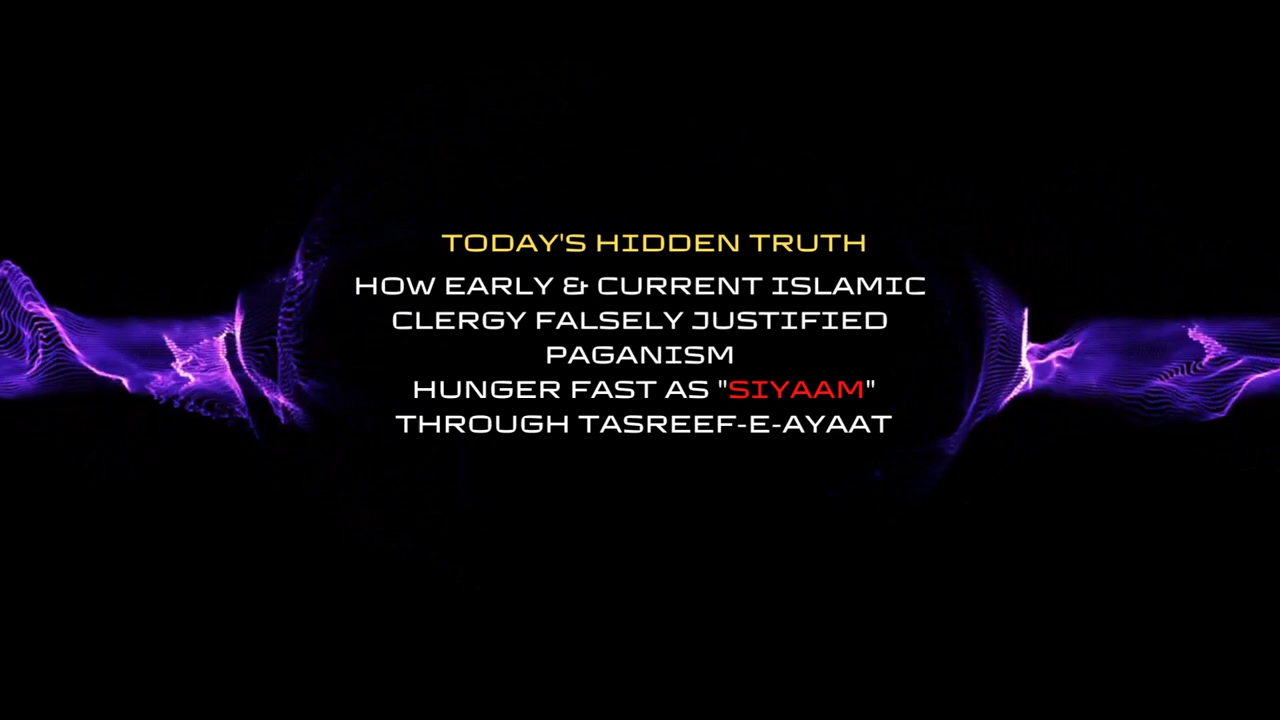 TODAY'S HIDDEN TRUTH
HOW EARLY & CURRENT ISLAMIC
CLERGY FALSELY JUSTIFIED
PAGANISM
HUNGER FAST AS "SIYAAM"
THROUGH TASREEF-E-AYAAT